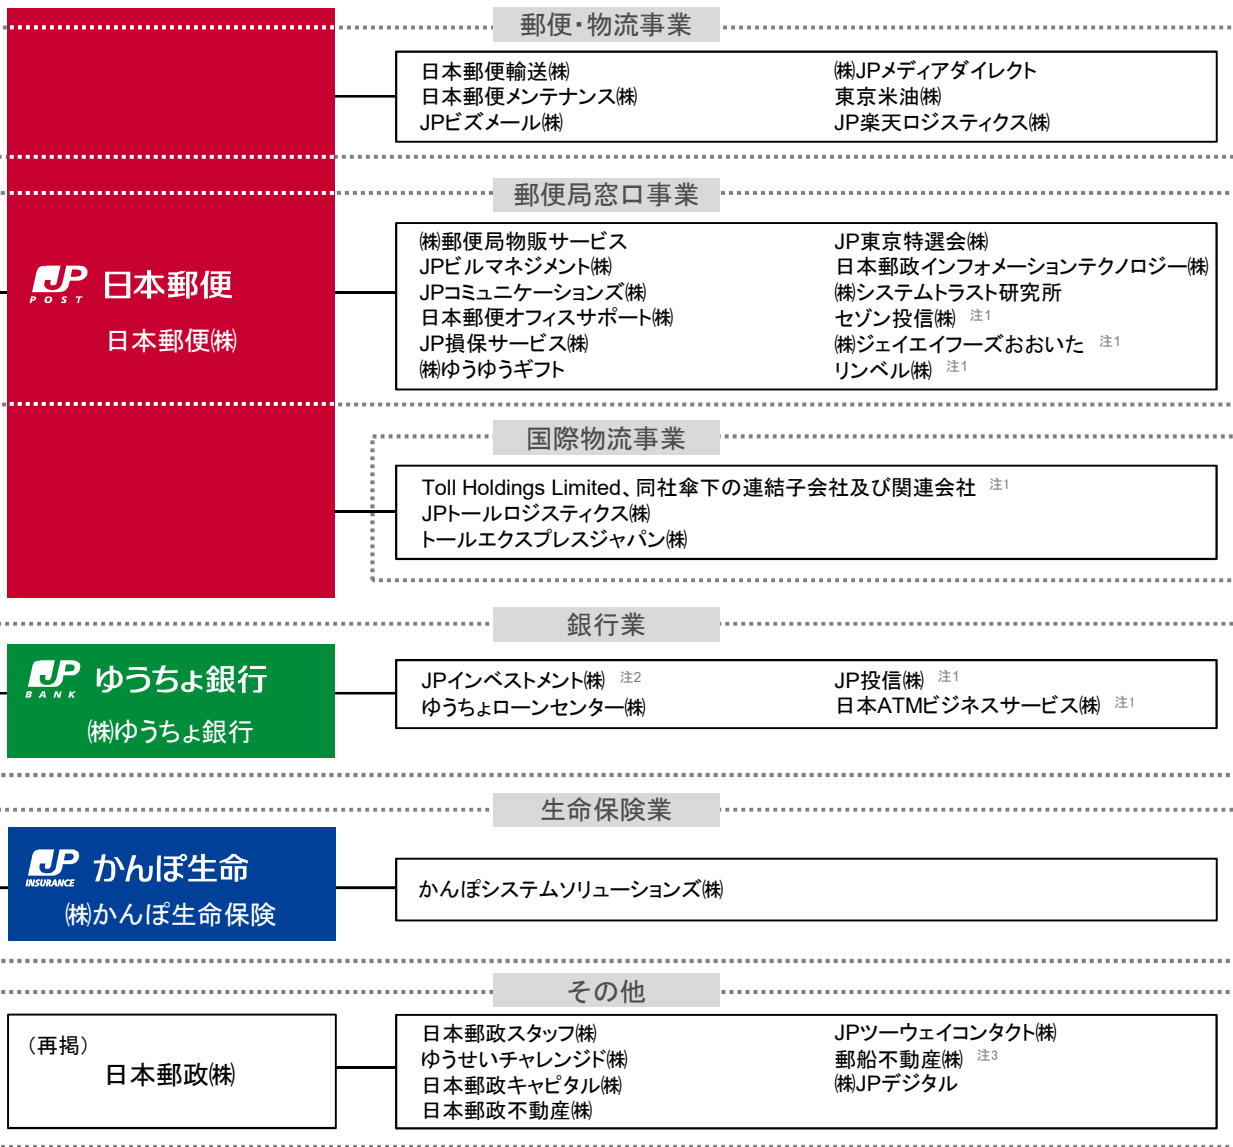 郵便・物流事業
日本郵便輸送㈱
日本郵便メンテナンス㈱
JPビズメール㈱
㈱JPメディアダイレクト
東京米油㈱
JP楽天ロジスティクス㈱
JP POST 日本郵便
日本郵便㈱
郵便局窓口事業
㈱郵便局物販サービス
JPビルマネジメント㈱
JPコミュニケーションズ㈱
日本郵便オフィスサポート㈱
JP損保サービス㈱
㈱ゆうゆうギフト
JP東京特選会㈱
日本郵政インフォメーションテクノロジー㈱
㈱システムトラスト研究所
セゾン投信㈱ 注1
㈱ジェイエイフーズおおいた 注1
リンベル㈱ 注1
国際物流事業
Toll Holdings Limited、同社傘下の連結子会社及び関連会社 注1
JPトールロジスティクス㈱
トールエクスプレスジャパン㈱
銀行業
JP BANK ゆうちょ銀行
㈱ゆうちょ銀行
JPインベストメント㈱ 注2
ゆうちょローンセンター㈱
JP投信㈱ 注1
日本ATMビジネスサービス㈱ 注1
生命保険業
JP INSURANCE かんぽ生命
㈱かんぽ生命保険
かんぽシステムソリューションズ㈱
その他
（再掲）
日本郵政㈱
日本郵政スタッフ㈱
ゆうせいチャレンジド㈱
日本郵政キャピタル㈱
日本郵政不動産㈱
JPツーウェイコンタクト㈱
郵船不動産㈱ 注3
㈱JPデジタル